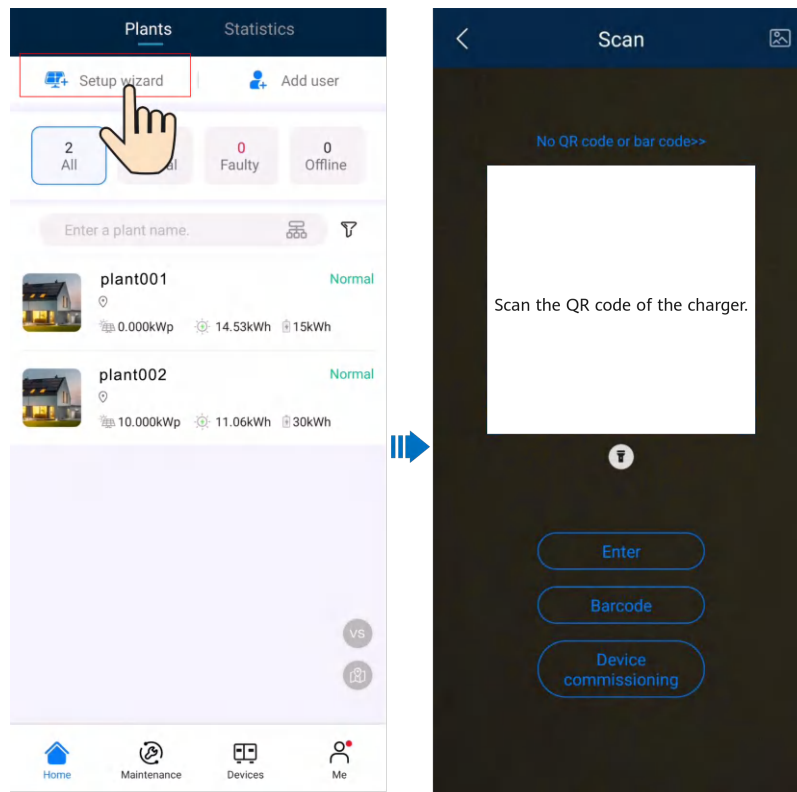 Plants
Statistics
Setup wizard
Add user
2
All
0
Faulty
0
Offline
Enter a plant name.
plant001
Normal
0.000kWp
14.53kWh
15kWh
plant002
Normal
10.000kWp
11.06kWh
30kWh
VS
Home
Maintenance
Devices
Me
Scan
No QR code or bar code>>
Scan the QR code of the charger.
Enter
Barcode
Device
commissioning